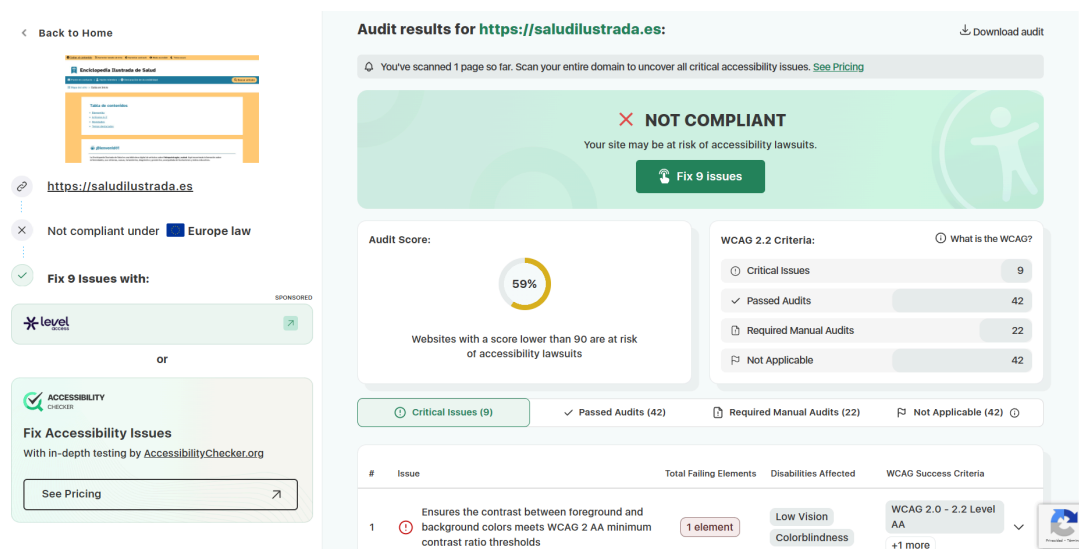 Back to Home
Enciclopedia Ilustrada de Salud
Tabla de contenidos
¡Bienvenid@!
https://saludilustrada.es
Not compliant under Europe law
Fix 9 Issues with:
SPONSORED
level
access
or
ACCESSIBILITY
CHECKER
Fix Accessibility Issues
With in-depth testing by AccessibilityChecker.org
See Pricing
Audit results for https://saludilustrada.es:
Download audit
You've scanned 1 page so far. Scan your entire domain to uncover all critical accessibility issues. See Pricing
NOT COMPLIANT
Your site may be at risk of accessibility lawsuits.
Fix 9 issues
Audit Score:
59%
Websites with a score lower than 90 are at risk
of accessibility lawsuits
WCAG 2.2 Criteria:
What is the WCAG?
Critical Issues 9
Passed Audits 42
Required Manual Audits 22
Not Applicable 42
Critical Issues (9)
Passed Audits (42)
Required Manual Audits (22)
Not Applicable (42)
# Issue Total Failing Elements Disabilities Affected WCAG Success Criteria
1
Ensures the contrast between foreground and
background colors meets WCAG 2 AA minimum
contrast ratio thresholds
1 element
Low Vision
Colorblindness
WCAG 2.0 - 2.2 Level
AA
+1 more